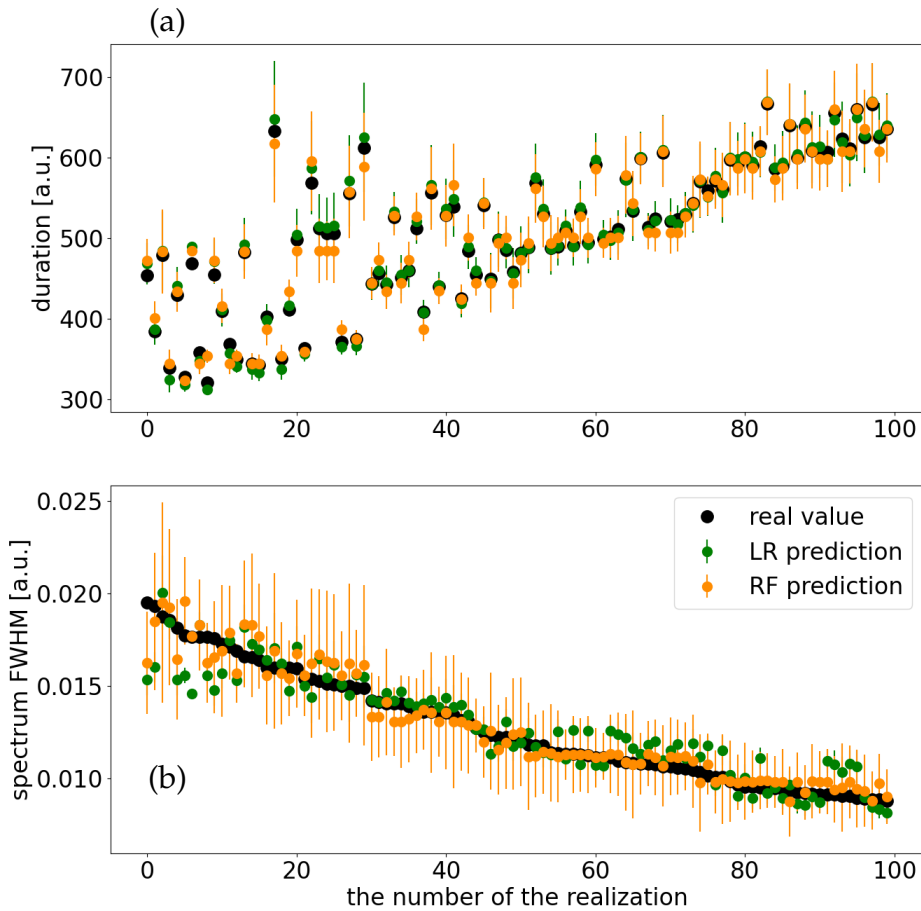 (a)
duration [a.u.]
700
600
500
400
300
0 20 40 60 80 100
spectrum FWHM [a.u.]
0.025
0.020
0.015
0.010
real value
LR prediction
RF prediction
(b)
0 20 40 60 80 100
the number of the realization